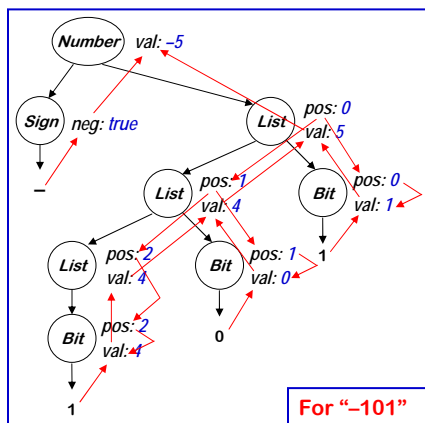 Number val: –5
Sign neg: true
List pos: 0
val: 5
–
List pos: 1
val: 4
Bit pos: 0
val: 1
1
List pos: 2
val: 4
Bit pos: 1
val: 0
0
Bit pos: 2
val: 4
1
For “–101”